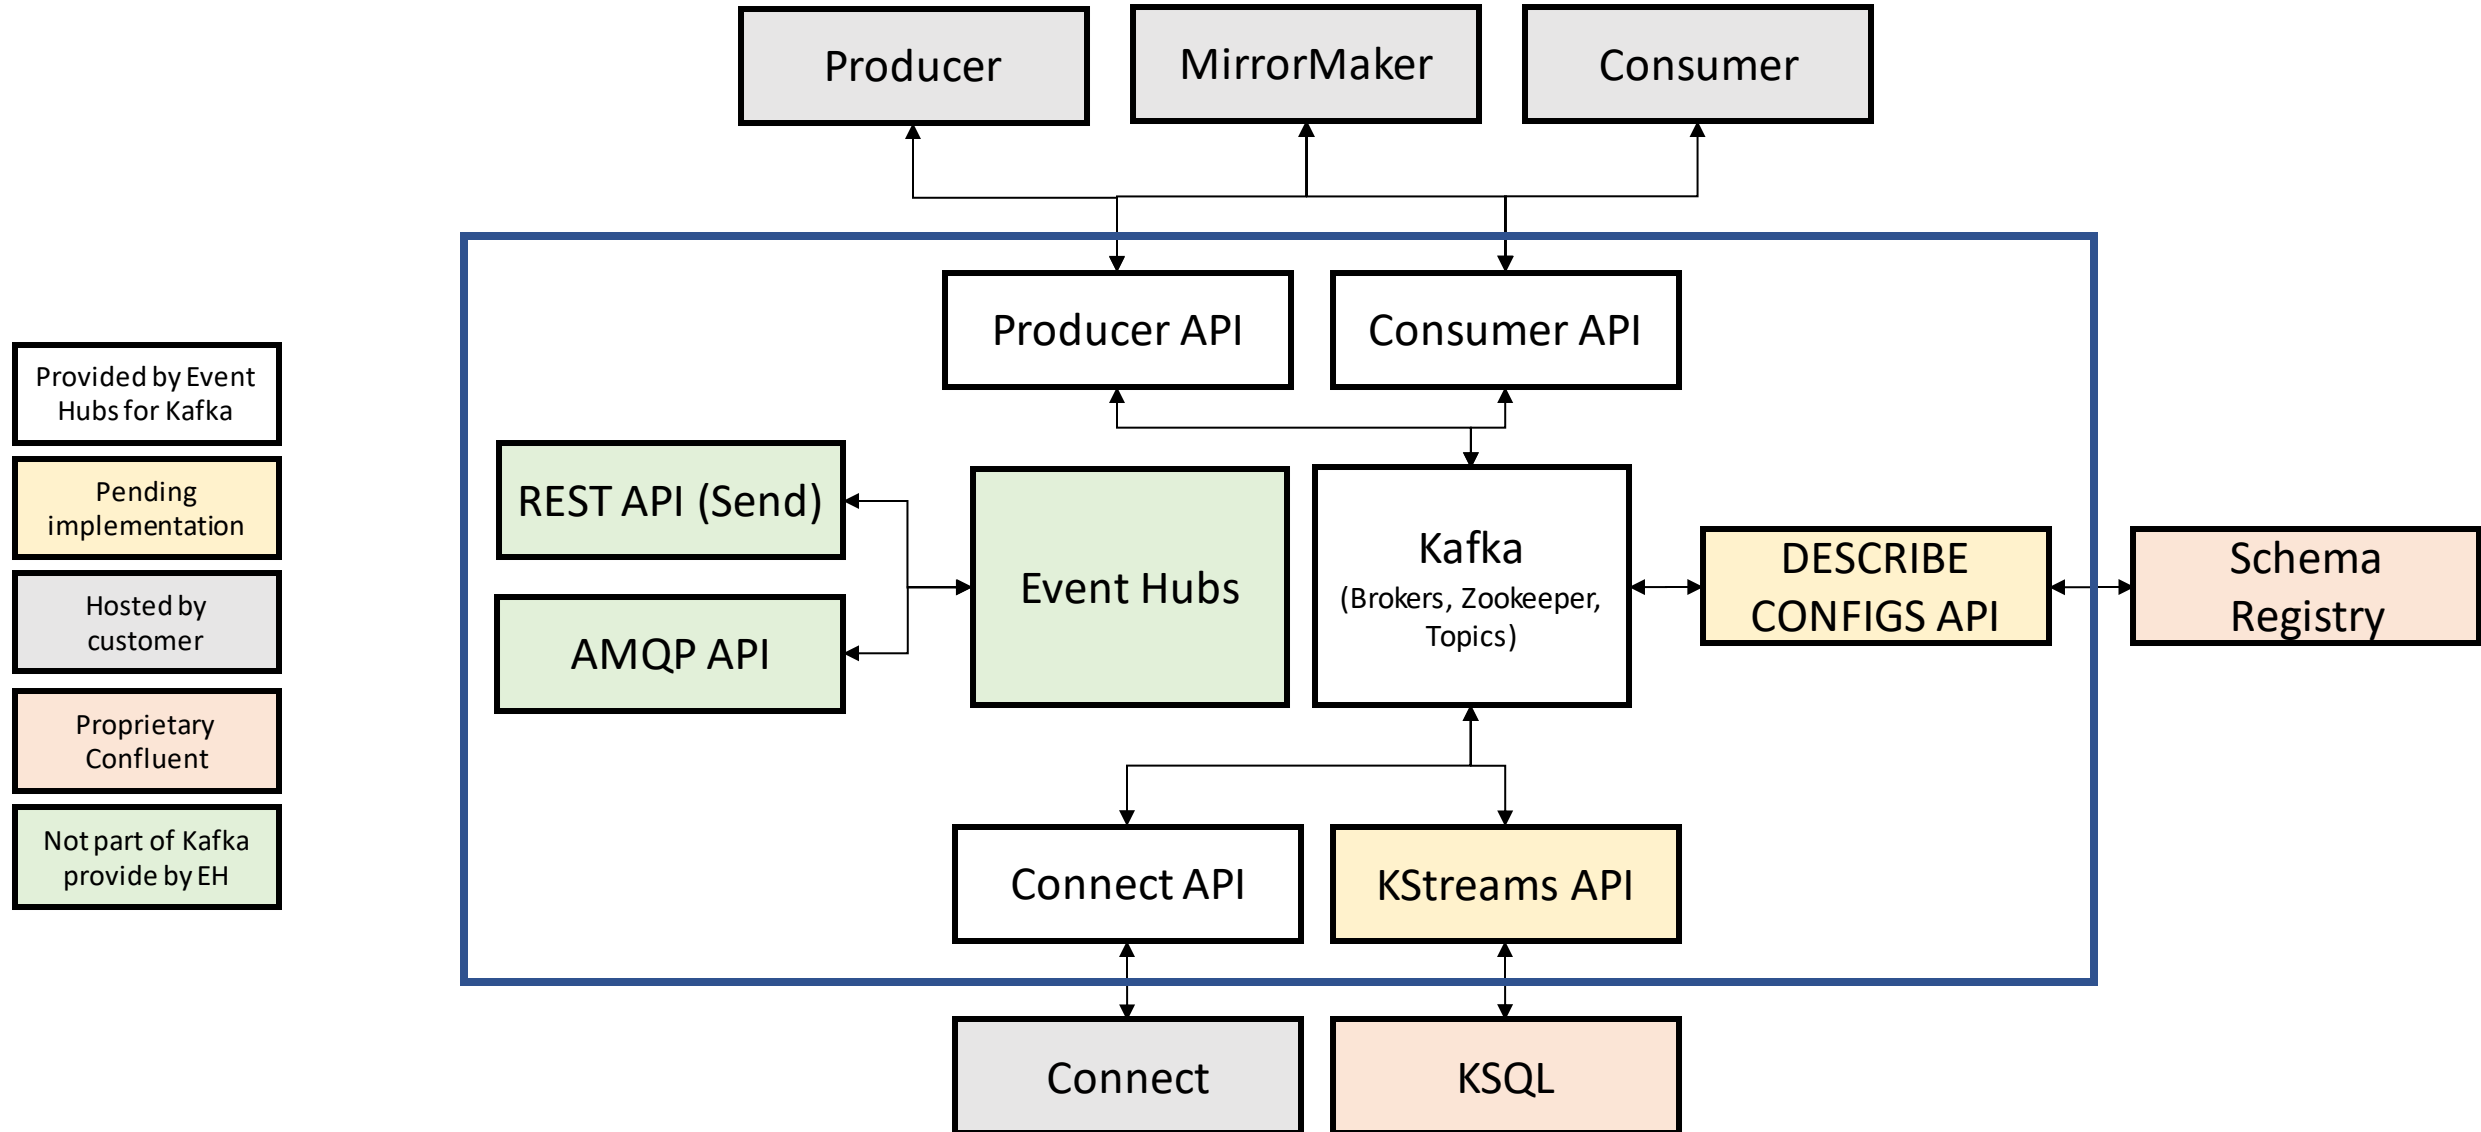 Producer
MirrorMaker
Consumer
Producer API
Consumer API
Provided by Event
Hubs for Kafka
Pending
implementation
Hosted by
customer
Proprietary
Confluent
Not part of Kafka
provide by EH
REST API (Send)
AMQP API
Event Hubs
Kafka
(Brokers, Zookeeper,
Topics)
DESCRIBE
CONFIGS API
Schema
Registry
Connect API
KStreams API
Connect
KSQL